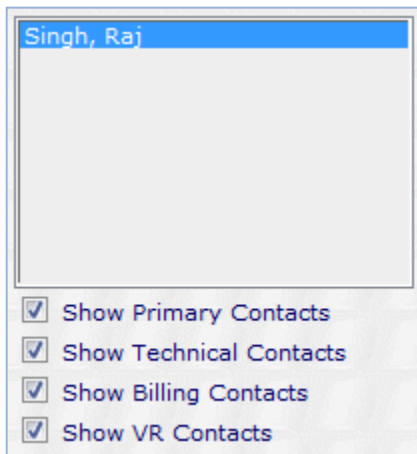 Singh, Raj
Show Primary Contacts
Show Technical Contacts
Show Billing Contacts
Show VR Contacts